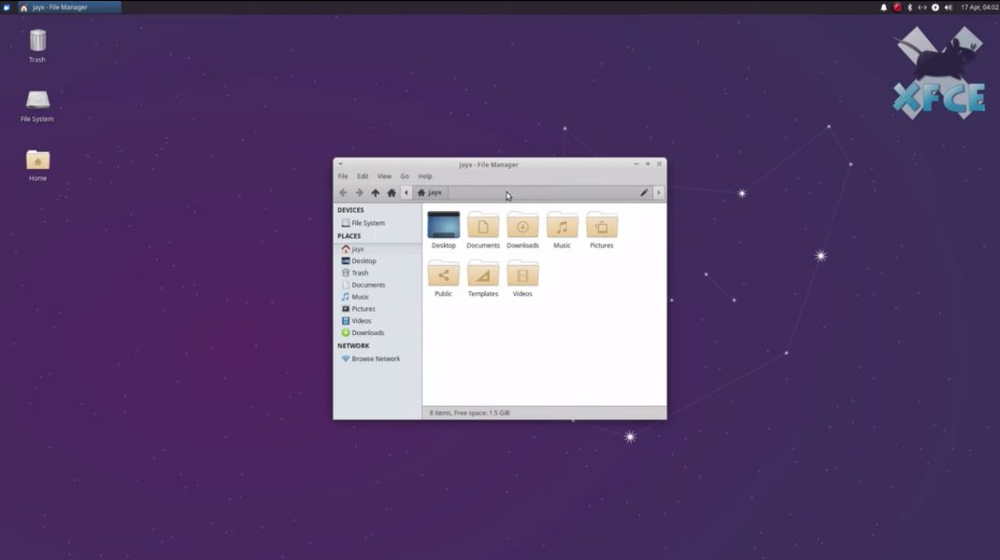 jayx - File Manager
17 Apr, 04:02
Trash
File System
Home
XFCE
jayx - File Manager
File Edit View Go Help
jayx
DEVICES
File System
PLACES
jayx
Desktop
Trash
Documents
Music
Pictures
Videos
Downloads
NETWORK
Browse Network
Desktop Documents Downloads Music Pictures
Public Templates Videos
8 items, Free space: 1.5 GiB